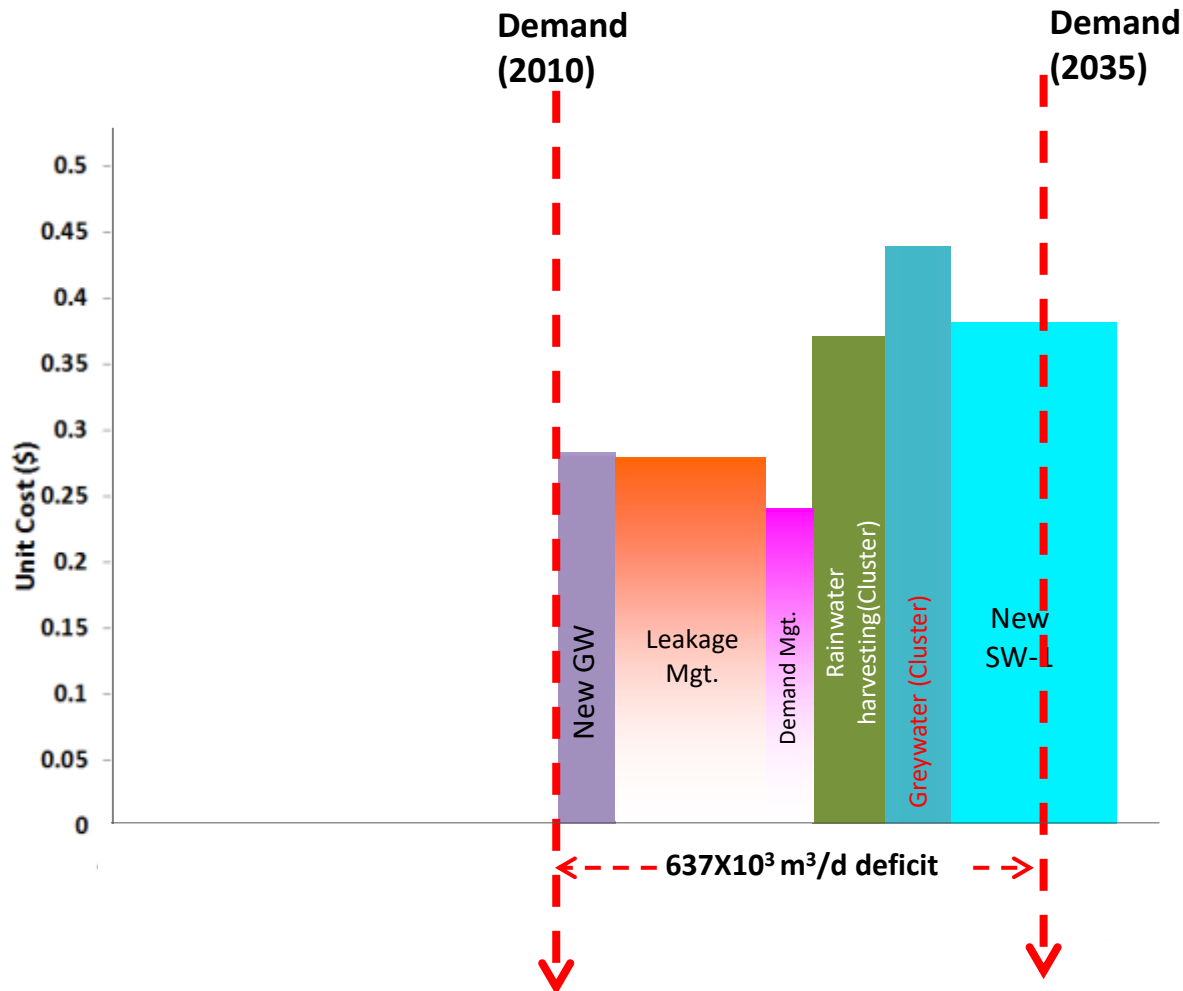 Demand
(2010)
Demand
(2035)
0.5
0.45
0.4
0.35
0.3
0.25
0.2
0.15
0.1
0.05
0
Unit Cost ($)
New GW
Leakage
Mgt.
Demand Mgt.
Rainwater
harvesting(Cluster)
Greywater (Cluster)
New
SW-1
637X10³ m³/d deficit